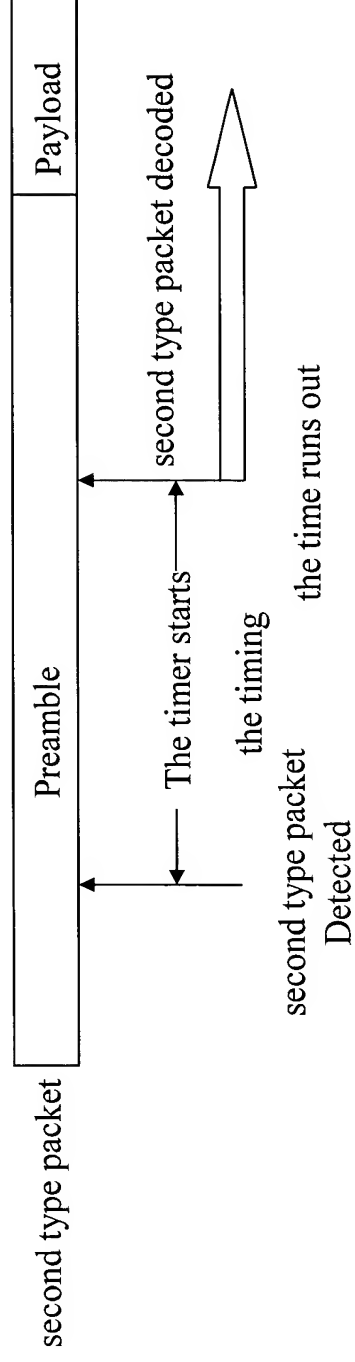 second type packet
Preamble
Payload
The timer starts
the timing
second type packet decoded
second type packet
Detected
the time runs out